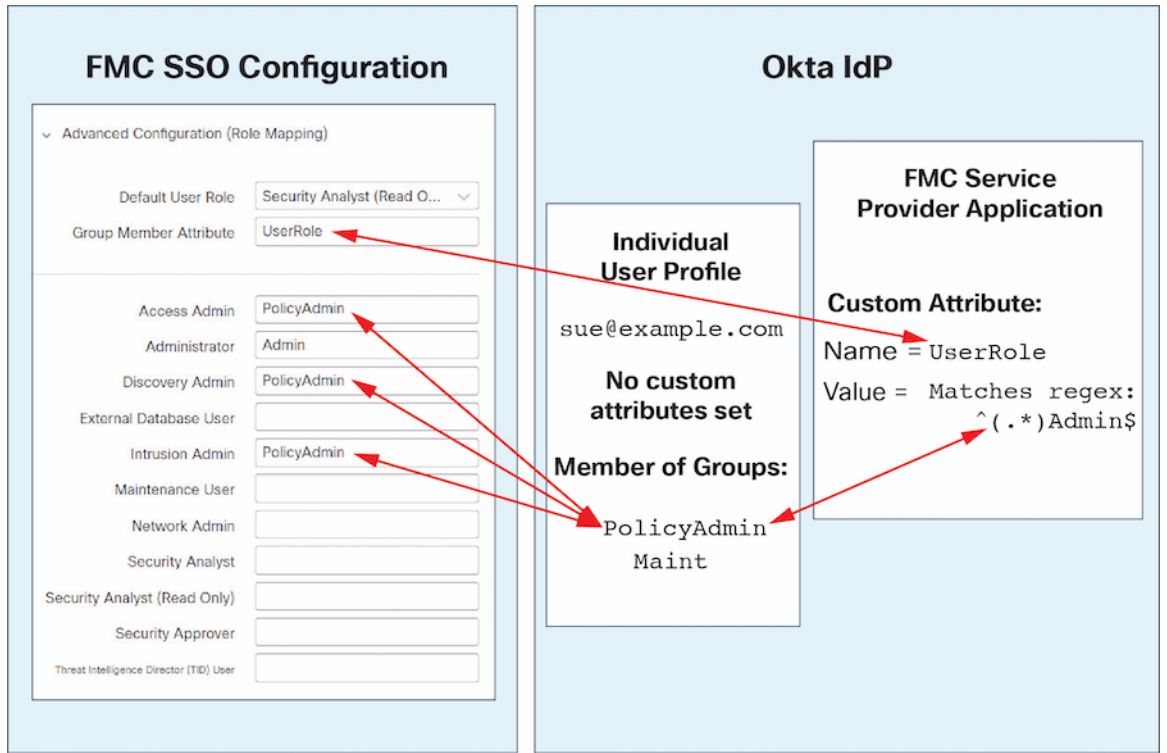 FMC SSO Configuration
Advanced Configuration (Role Mapping)
Default User Role Security Analyst (Read O...
Group Member Attribute UserRole
Access Admin PolicyAdmin
Administrator Admin
Discovery Admin PolicyAdmin
External Database User
Intrusion Admin PolicyAdmin
Maintenance User
Network Admin
Security Analyst
Security Analyst (Read Only)
Security Approver
Threat Intelligence Director (TID) User
Okta IdP
Individual
User Profile
sue@example.com
No custom
attributes set
Member of Groups:
PolicyAdmin
Maint
FMC Service
Provider Application
Custom Attribute:
Name = UserRole
Value = Matches regex:
^(.*)Admin$